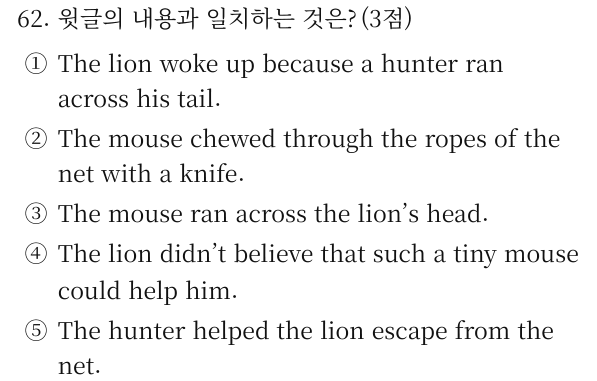 62. 윗글의 내용과 일치하는 것은? (3점)
① The lion woke up because a hunter ran
across his tail.
② The mouse chewed through the ropes of the
net with a knife.
③ The mouse ran across the lion’s head.
④ The lion didn’t believe that such a tiny mouse
could help him.
⑤ The hunter helped the lion escape from the
net.